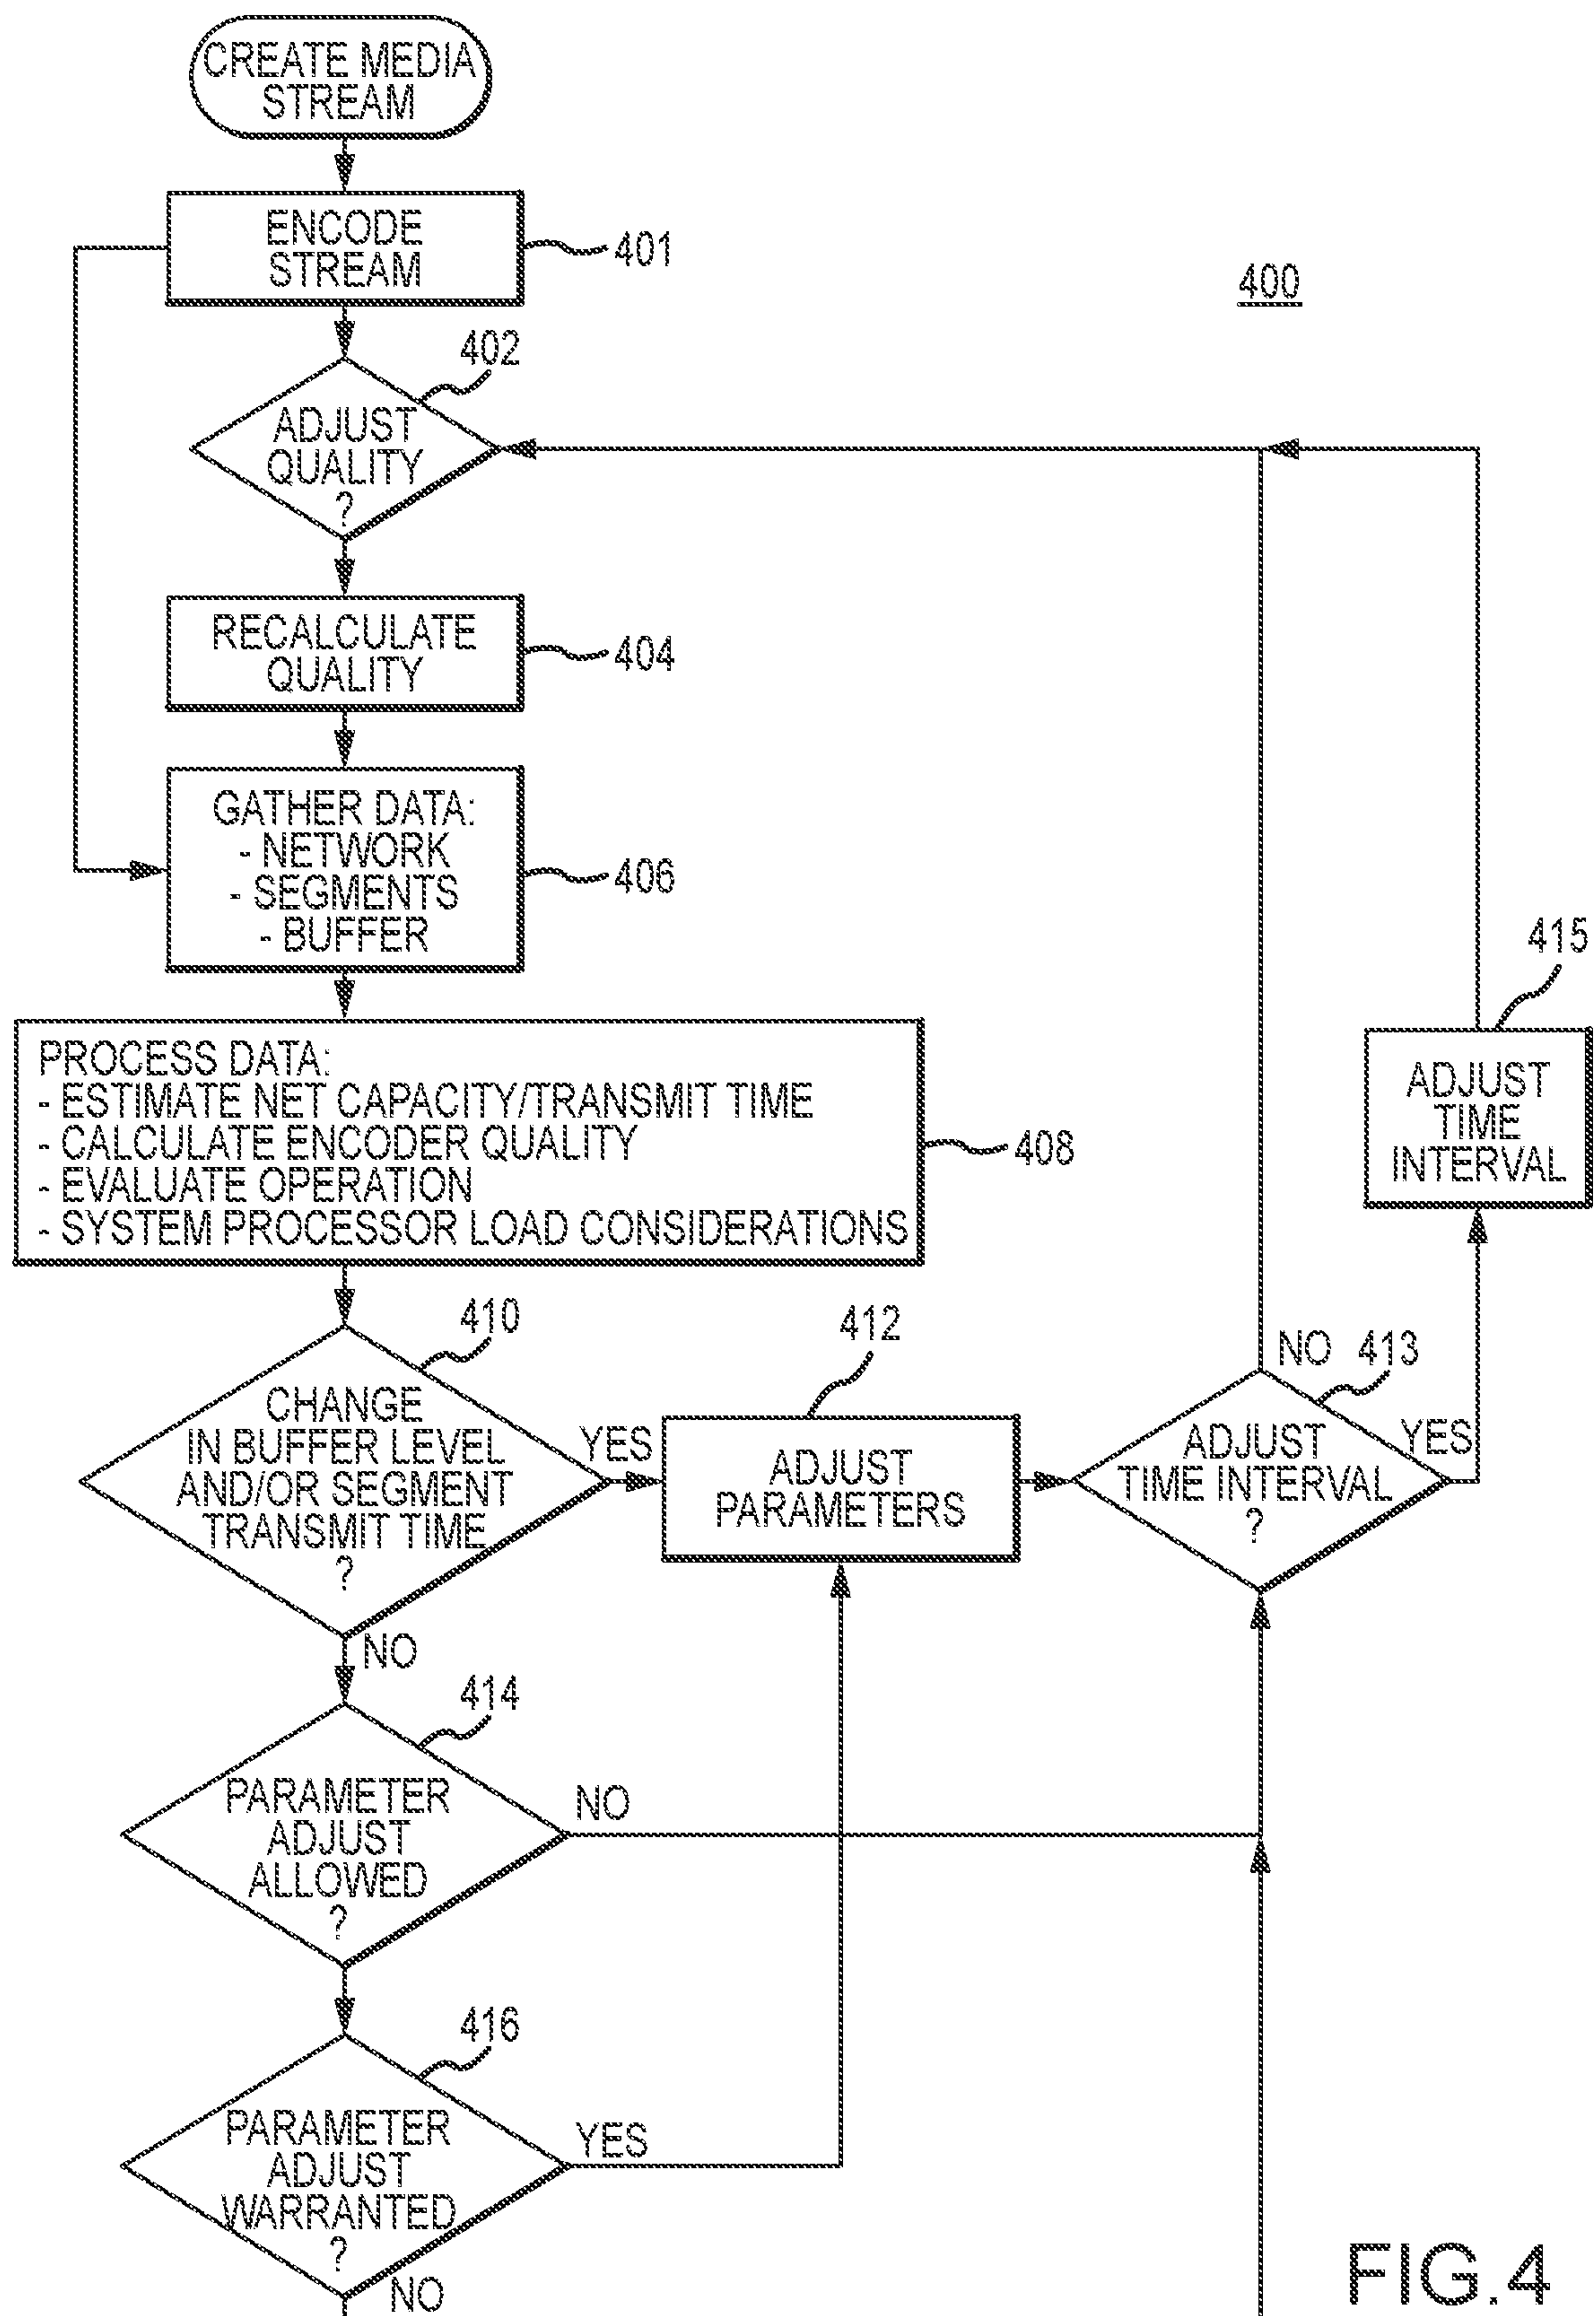 CREATE MEDIA
STREAM
ENCODE
STREAM
401
400
402
ADJUST
QUALITY
?
RECALCULATE
QUALITY
404
GATHER DATA:
- NETWORK
- SEGMENTS
- BUFFER
406
415
ADJUST
TIME
INTERVAL
PROCESS DATA:
- ESTIMATE NET CAPACITY/TRANSMIT TIME
- CALCULATE ENCODER QUALITY
- EVALUATE OPERATION
- SYSTEM PROCESSOR LOAD CONSIDERATIONS
408
410
CHANGE
IN BUFFER LEVEL
AND/OR SEGMENT
TRANSMIT TIME
?
YES
NO
412
ADJUST
PARAMETERS
NO
413
ADJUST
TIME INTERVAL
?
YES
414
PARAMETER
ADJUST
ALLOWED
?
NO
416
PARAMETER
ADJUST
WARRANTED
?
YES
NO
FIG.4